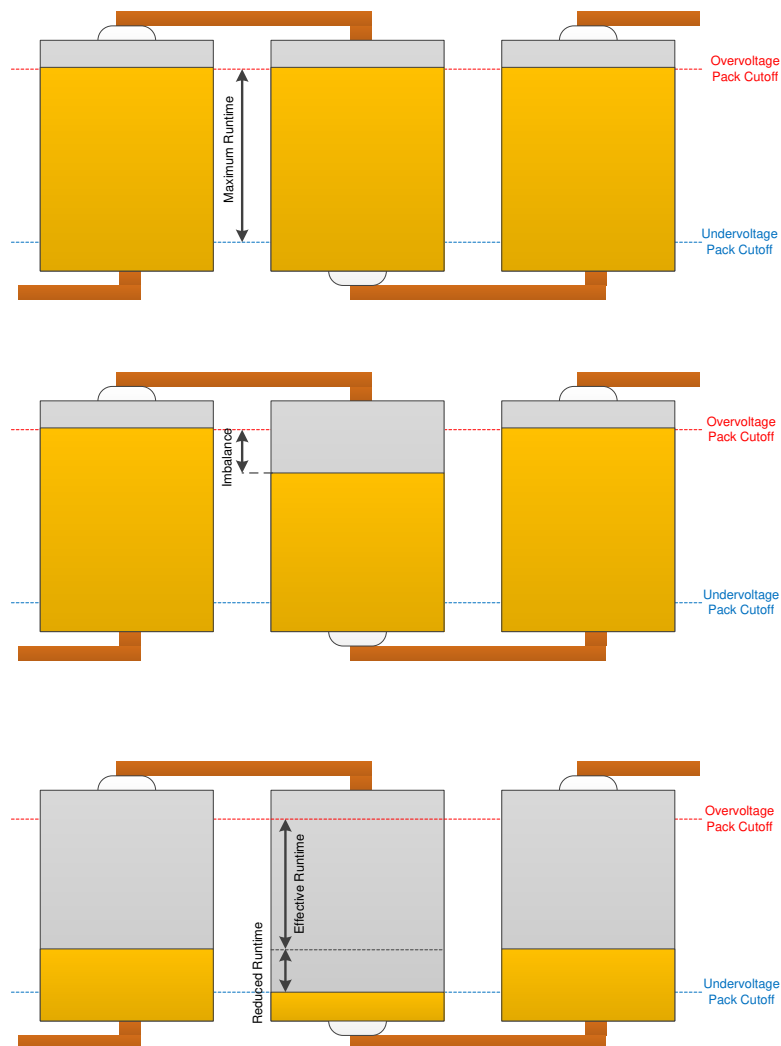 Overvoltage
Pack Cutoff
Maximum Runtime
Undervoltage
Pack Cutoff
Overvoltage
Pack Cutoff
Imbalance
Undervoltage
Pack Cutoff
Overvoltage
Pack Cutoff
Effective Runtime
Reduced Runtime
Undervoltage
Pack Cutoff